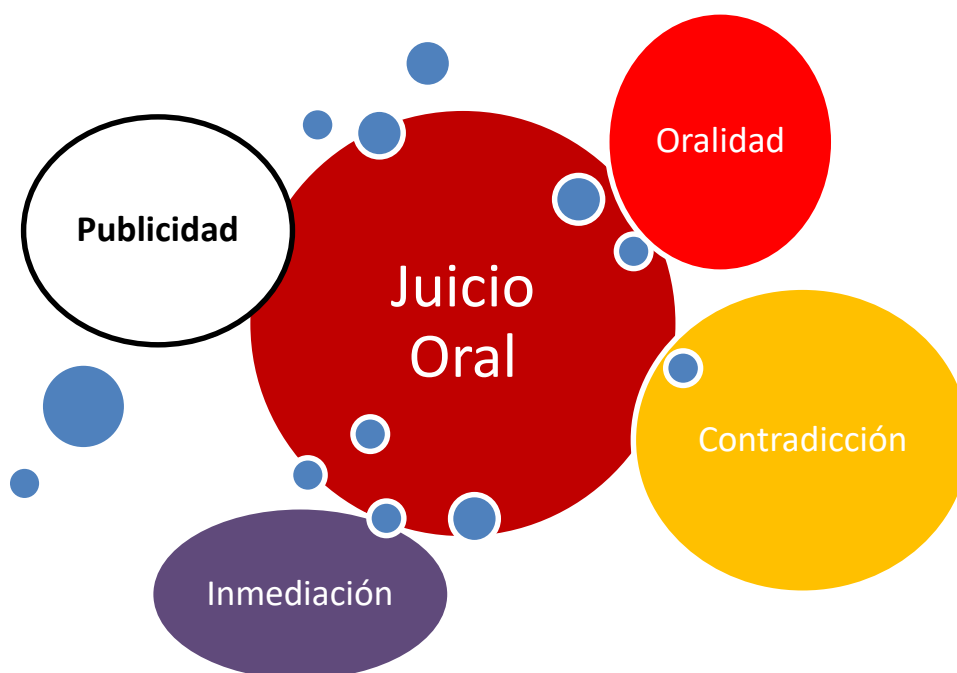 Oralidad
Publicidad
Juicio
Oral
Contradicción
Inmediación